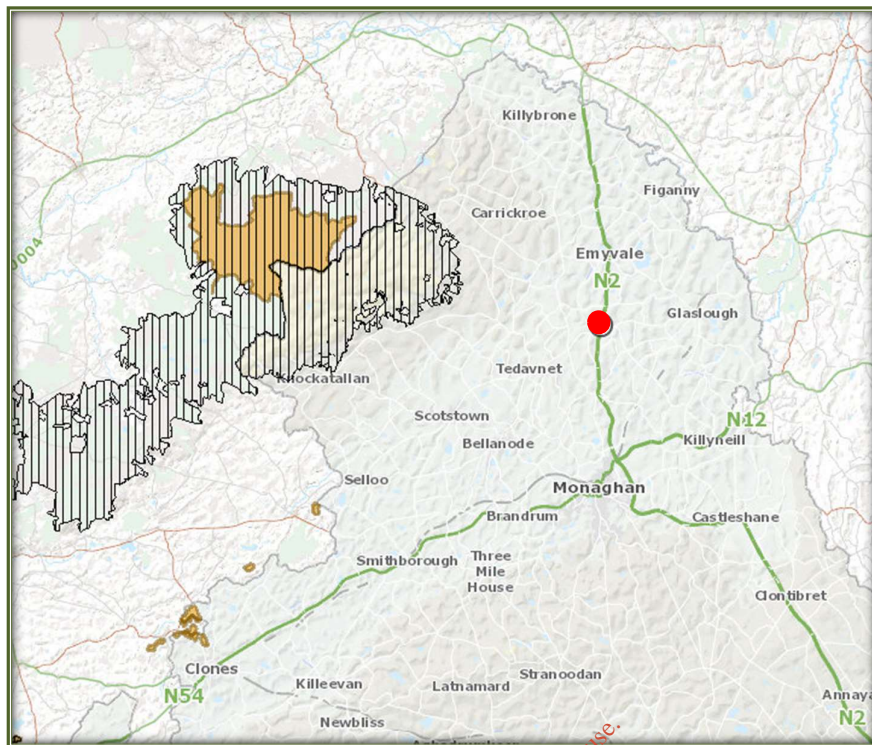 Killybrone
Figanny
Carrickroe
Emyvale
N2
Glaslough
Tedavnet
Knockatallan
Scotstown
N12
Bellanode
Killyneill
Selloo
Monaghan
Brandrum
Castleshane
Smithborough
Three
Mile
House
Clontibret
Clones
Stranoodan
Killeevan
Latnamard
N54
Annaya
N2
Newbliss
use.